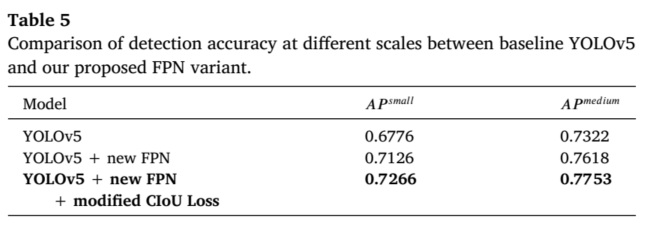 Table 5
Comparison of detection accuracy at different scales between baseline YOLOv5
and our proposed FPN variant.
Model AP^small AP^medium
YOLOv5 0.6776 0.7322
YOLOv5 + new FPN 0.7126 0.7618
YOLOv5 + new FPN 0.7266 0.7753
+ modified CIoU Loss